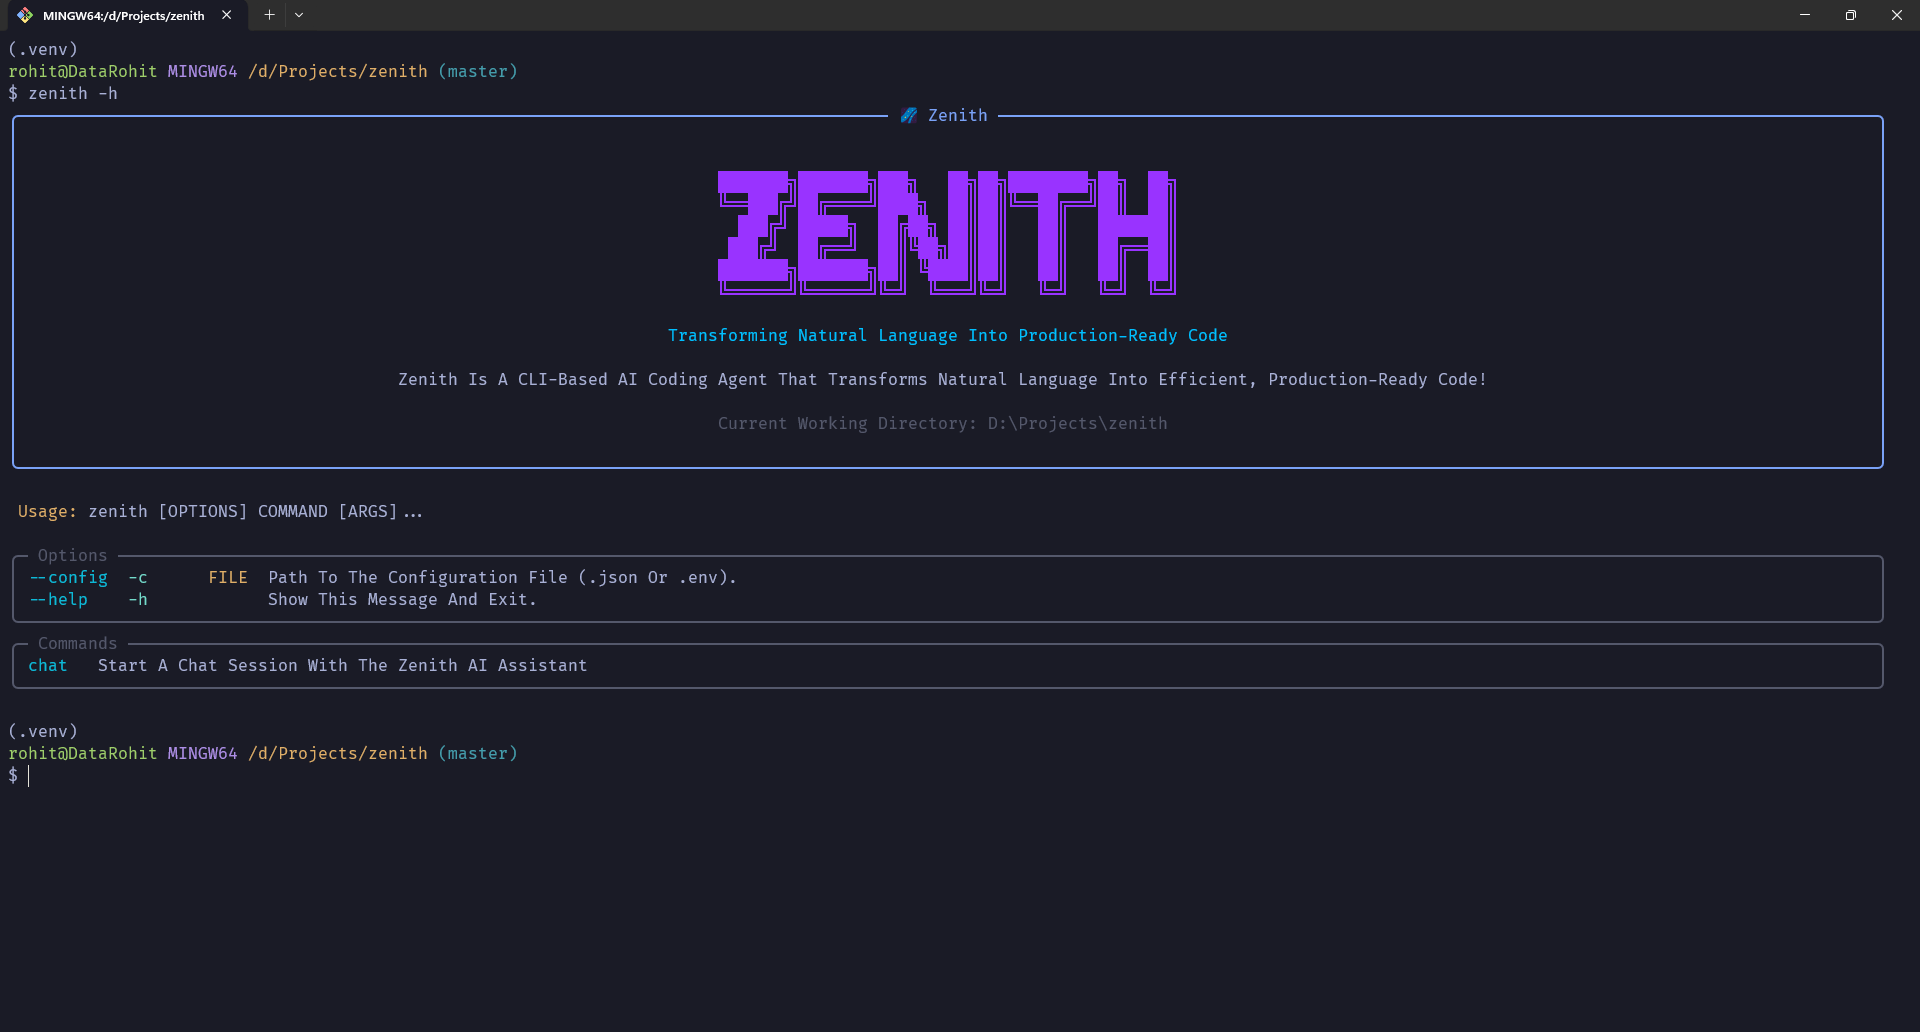 MINGW64:/d/Projects/zenith
(.venv)
rohit@DataRohit MINGW64 /d/Projects/zenith (master)
$ zenith -h
Zenith
ZENITH
Transforming Natural Language Into Production-Ready Code
Zenith Is A CLI-Based AI Coding Agent That Transforms Natural Language Into Efficient, Production-Ready Code!
Current Working Directory: D:\Projects\zenith
Usage: zenith [OPTIONS] COMMAND [ARGS]...
Options
--config -c FILE Path To The Configuration File (.json Or .env).
--help -h Show This Message And Exit.
Commands
chat Start A Chat Session With The Zenith AI Assistant
(.venv)
rohit@DataRohit MINGW64 /d/Projects/zenith (master)
$